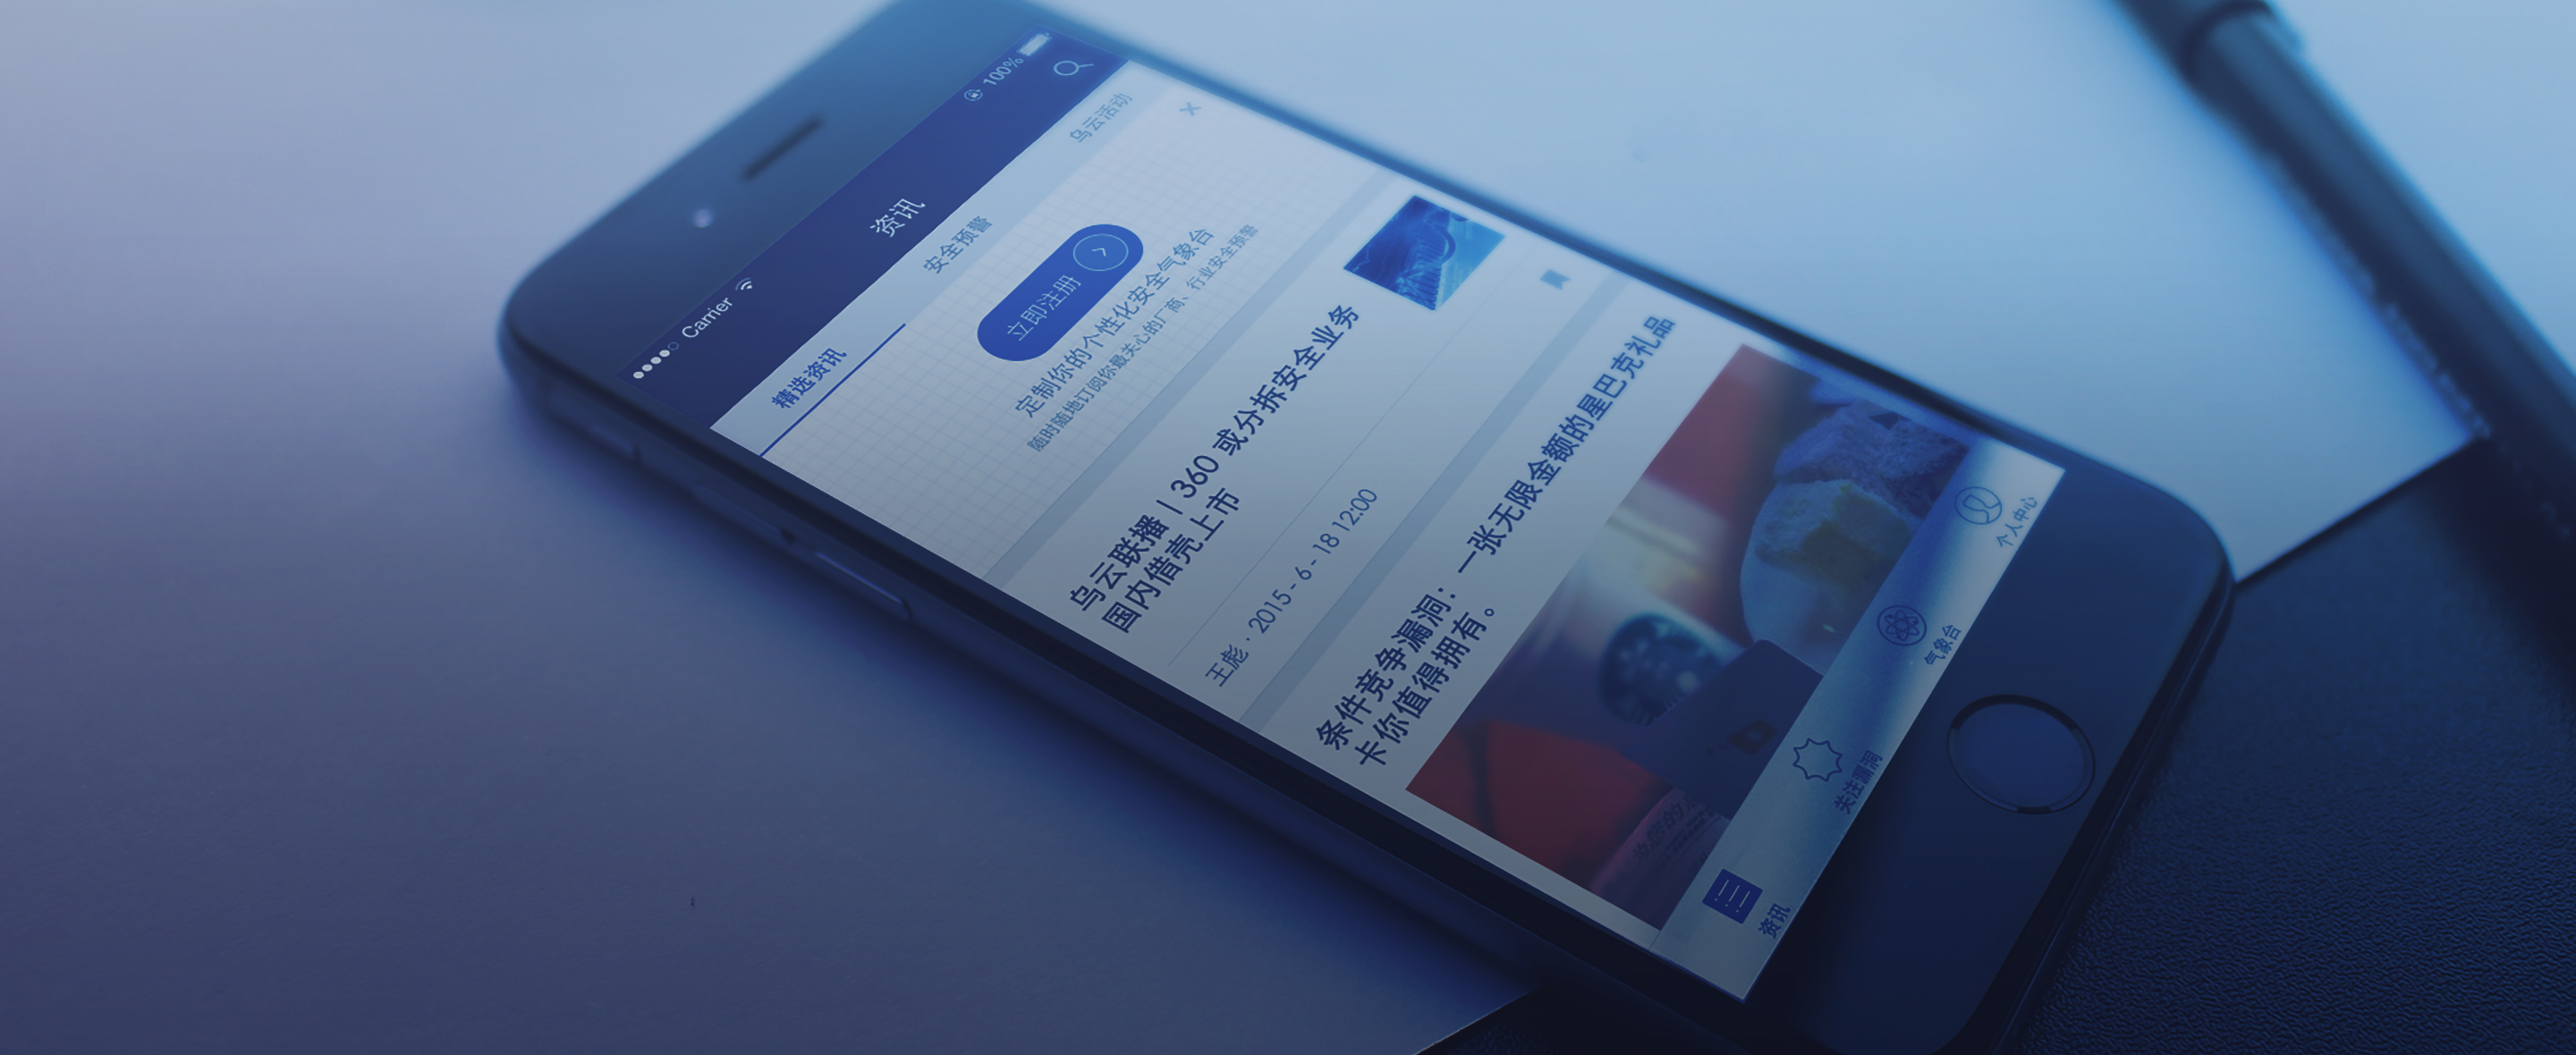 Carrier 100%
资讯
精选资讯 安全预警 乌云活动
立即注册
定制你的个性化安全气象台
随时随地订阅你最关心的厂商、行业安全预警
乌云联播 | 360 或分拆安全业务
国内借壳上市
王彪 · 2015 - 6 - 18 12:00
条件竞争漏洞：一张无限金额的星巴克礼品
卡你值得拥有。
资讯 关注漏洞 气象台 个人中心